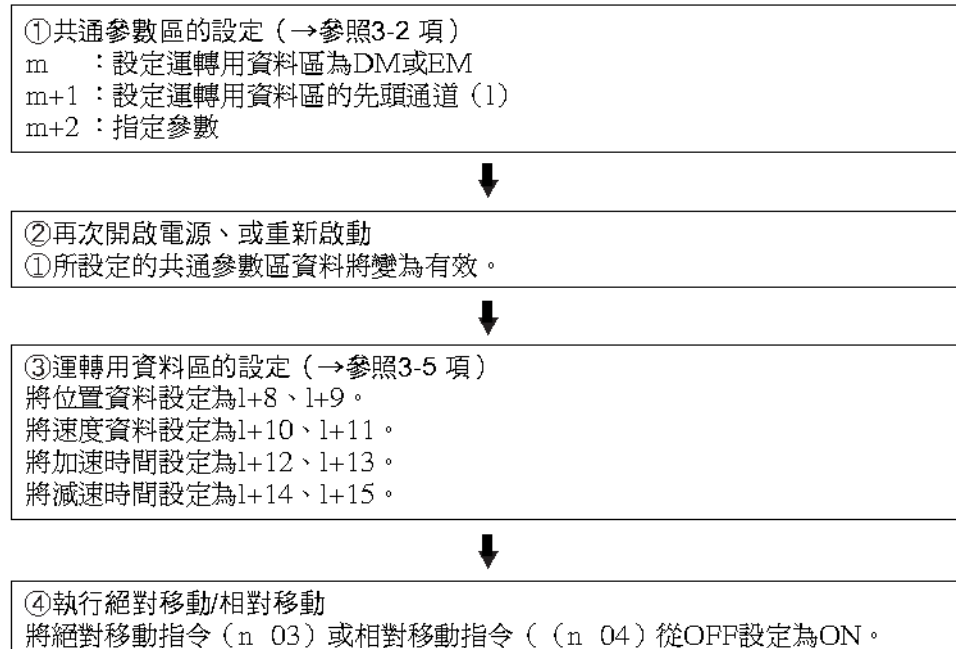 ①共通參數區的設定（→參照3-2 項）
m ：設定運轉用資料區為DM或EM
m+1：設定運轉用資料區的先頭通道（l）
m+2：指定參數
②再次開啟電源、或重新啟動
①所設定的共通參數區資料將變為有效。
③運轉用資料區的設定（→參照3-5 項）
將位置資料設定為l+8、l+9。
將速度資料設定為l+10、l+11。
將加速時間設定為l+12、l+13。
將減速時間設定為l+14、l+15。
④執行絕對移動/相對移動
將絕對移動指令（n 03）或相對移動指令（（n 04）從OFF設定為ON。